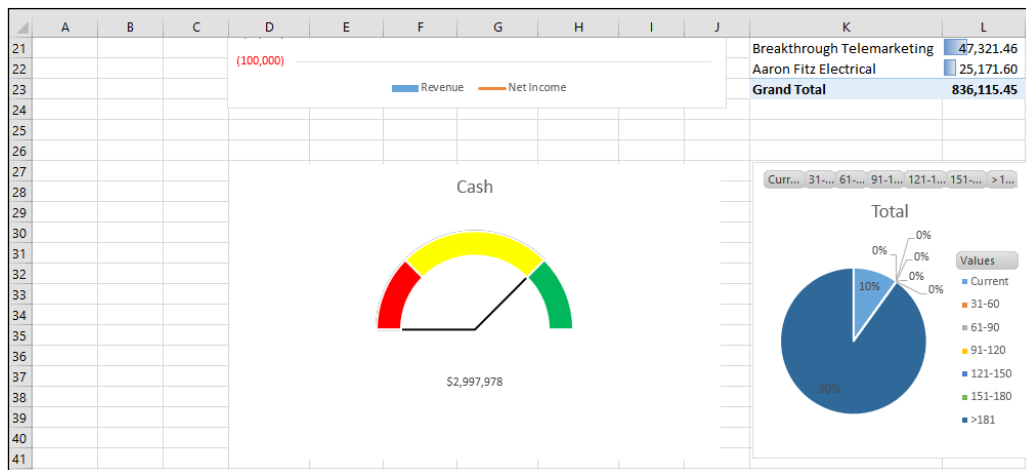 A B C D E F G H I J K L
21 Breakthrough Telemarketing 47,321.46
22 (100,000) Aaron Fitz Electrical 25,171.60
23 Revenue Net Income Grand Total 836,115.45
24
25
26
27
28 Cash Curr... 31-... 61-... 91-1... 121-1... 151-... >1...
29 Total
30 0%
31 0% 0% Values
32 0% Current
33 10% 0% 31-60
34 61-90
35 91-120
36 121-150
37 $2,997,978 151-180
38 90% >181
39
40
41